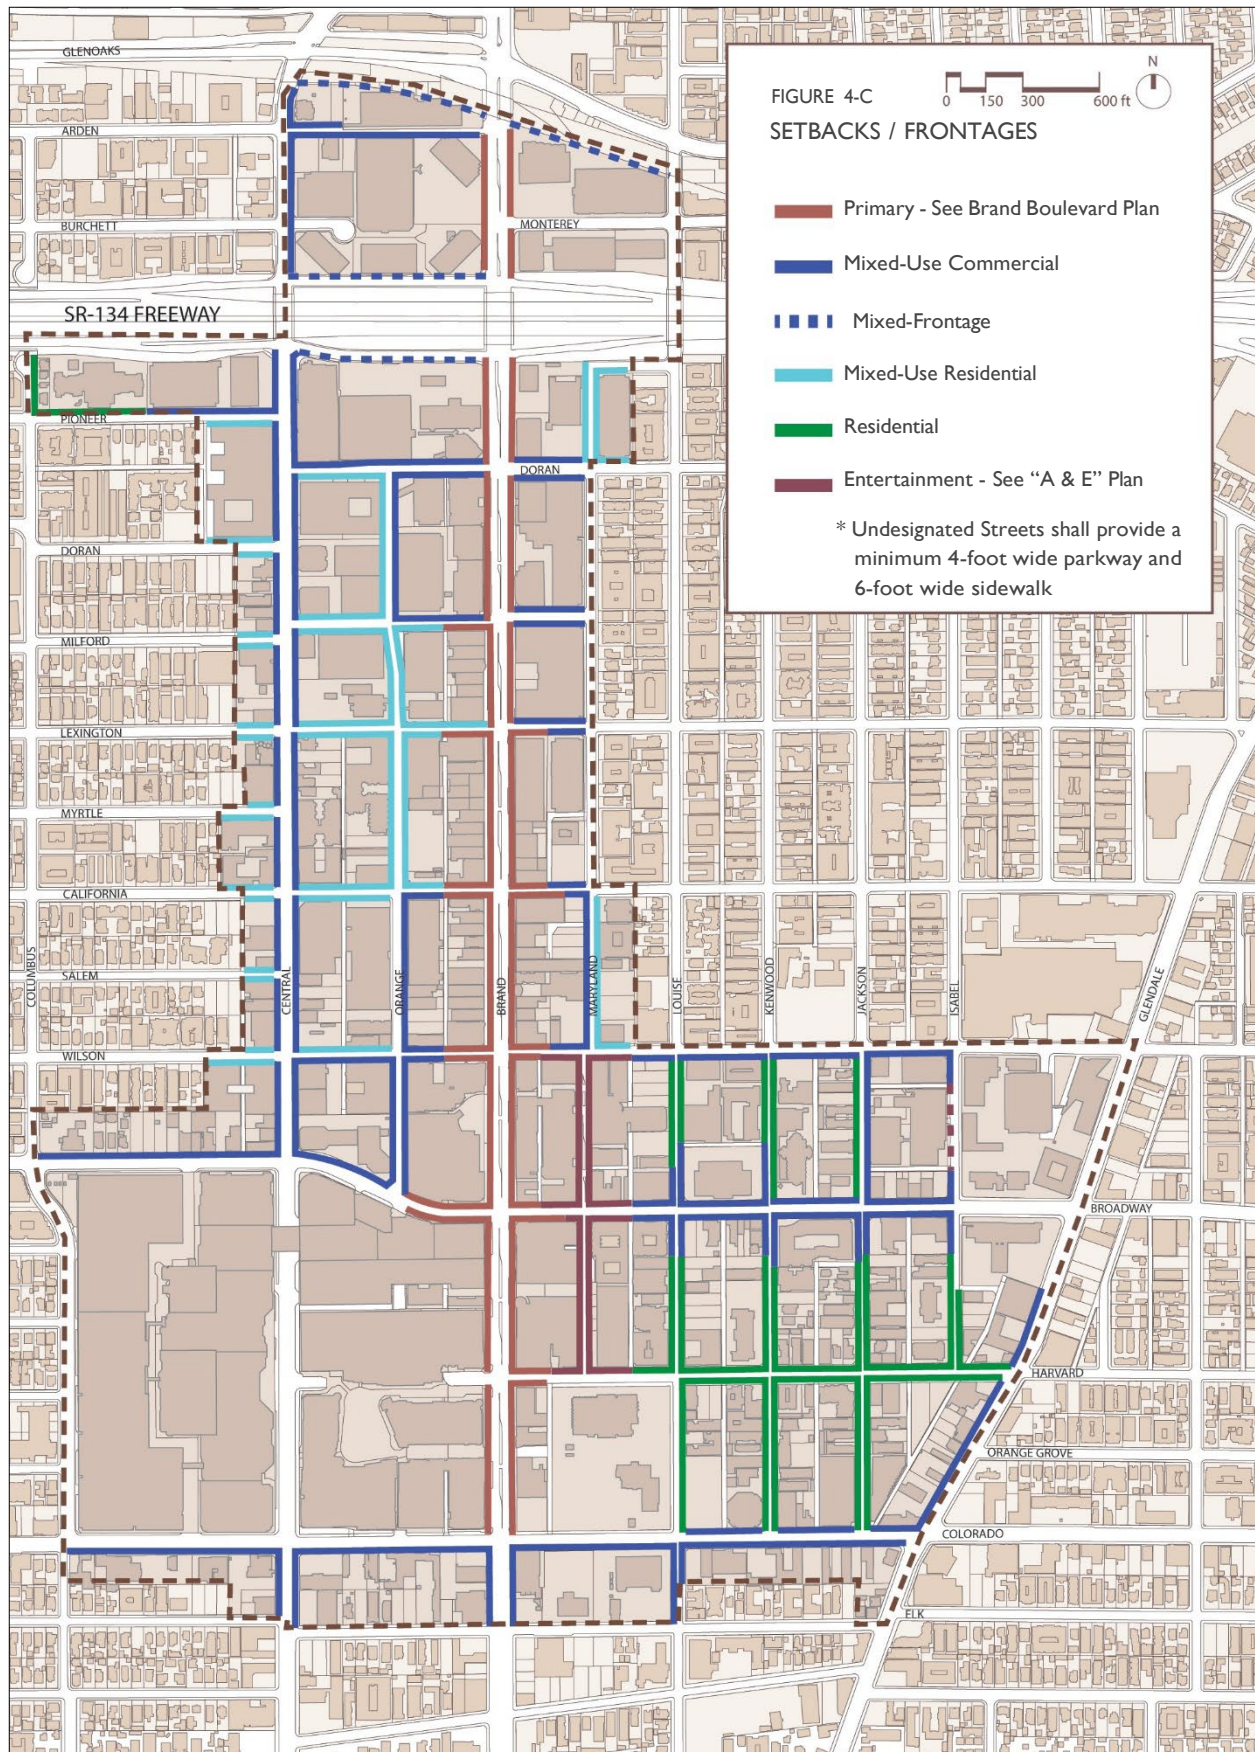 GLENOAKS
ARDEN
BURCHETT
MONTEREY
SR-134 FREEWAY
PIONEER
DORAN
DORAN
MILFORD
LEXINGTON
MYRTLE
CALIFORNIA
SALEM
WILSON
COLUMBUS
CENTRAL
ORANGE
BRAND
MARYLAND
LOUISE
KENWOOD
JACKSON
ISABEL
GLENDALE
BROADWAY
HARVARD
ORANGE GROVE
COLORADO
ELK
FIGURE 4-C
SETBACKS / FRONTAGES
0 150 300 600 ft
N
Primary - See Brand Boulevard Plan
Mixed-Use Commercial
Mixed-Frontage
Mixed-Use Residential
Residential
Entertainment - See “A & E” Plan
* Undesignated Streets shall provide a
minimum 4-foot wide parkway and
6-foot wide sidewalk